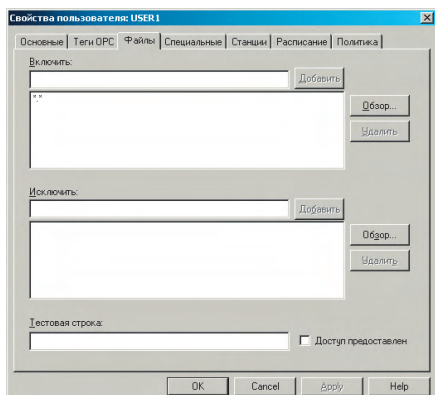 Свойства пользователя: USER1
Основные Теги OPC Файлы Специальные Станции Расписание Политика
Включить:
Добавить
*.*
Обзор...
Удалить
Исключить:
Добавить
Обзор...
Удалить
Тестовая строка:
Доступ предоставлен
OK Cancel Apply Help